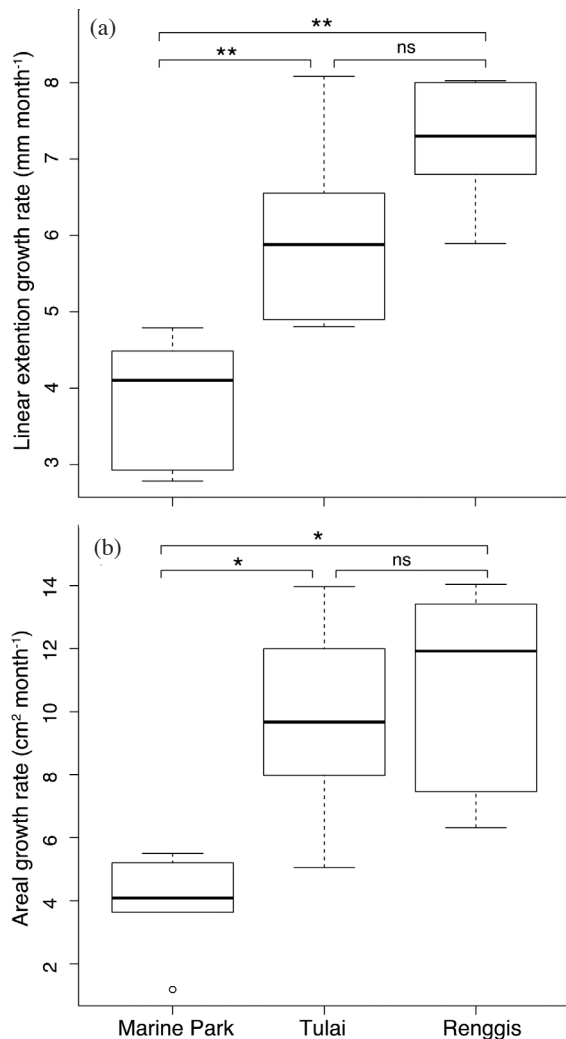 (a)
**
** ns
Linear extention growth rate (mm month-1)
8
7
6
5
4
3
(b)
*
* ns
Areal growth rate (cm² month-1)
14
12
10
8
6
4
2
Marine Park Tulai Renggis